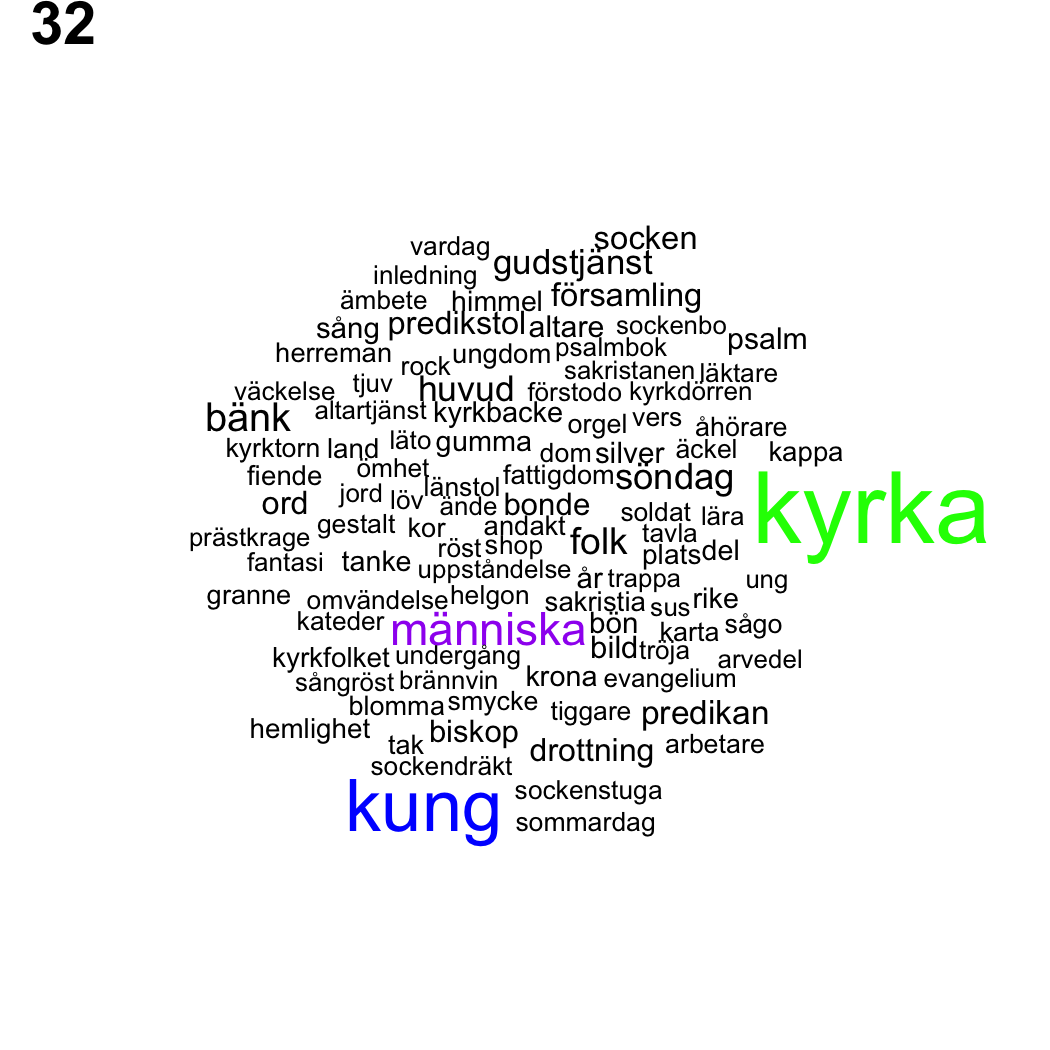 32
vardag socken
inledning gudstjänst
ämbete himmel församling
sång predikstol altare sockenbo psalm
herreman rock ungdom psalmbok
väckelse tjuv huvud förstodo sakristanen läktare kyrkdörren
bänk altartjänst kyrkbacke orgel vers åhörare
kyrktorn land läto gumma dom silver äckel kappa
fiende ömhet länstol fattigdom söndag
ord jord löv ände bonde soldat lära kyrka
prästkrage gestalt kor andakt folk tavla
fantasi tanke röst shop plats del
uppståndelse år trappa ung
granne omvändelse helgon sakristia sus rike
kateder människa bön karta sågo
kyrkfolket undergång bild tröja arvedel
sångröst brännvin krona evangelium
blomma smycke tiggare predikan
hemlighet tak biskop drottning arbetare
sockendräkt
kung sockenstuga
sommardag